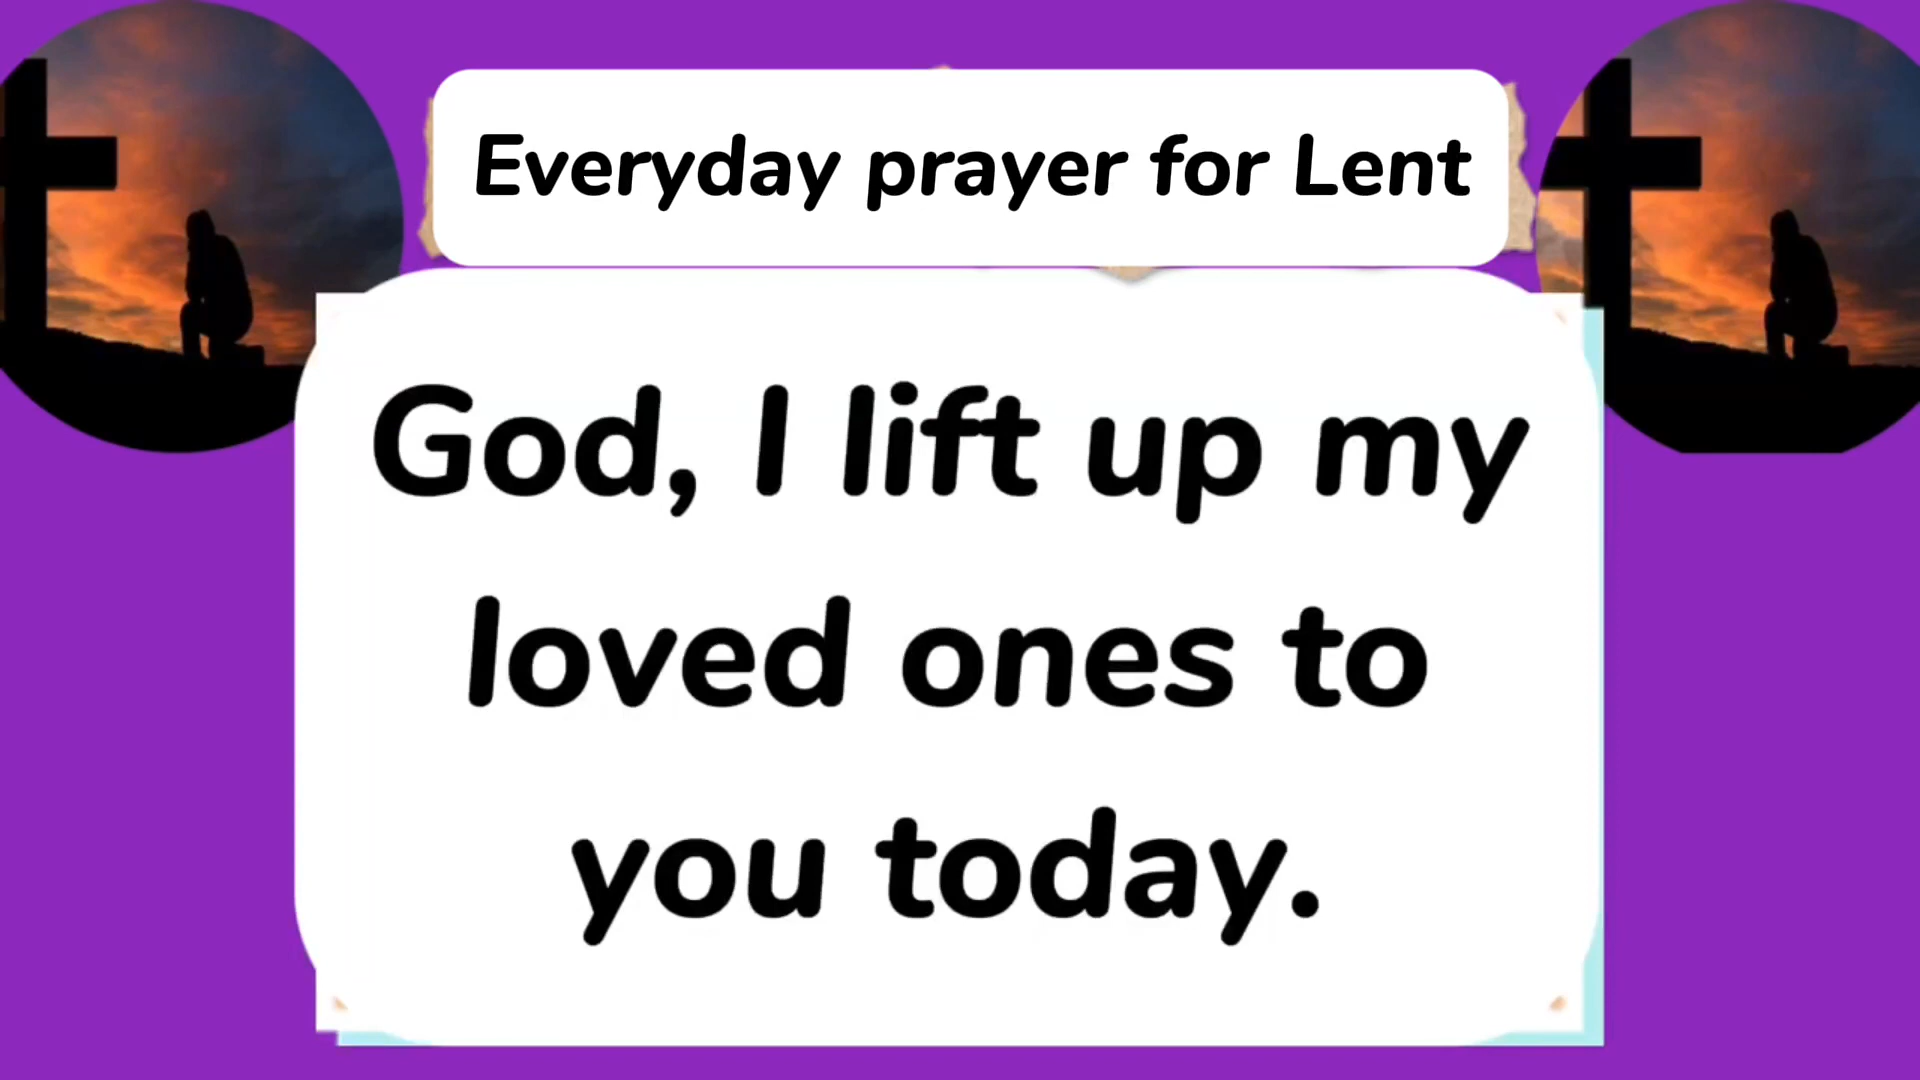 Everyday prayer for Lent
God, I lift up my
loved ones to
you today.